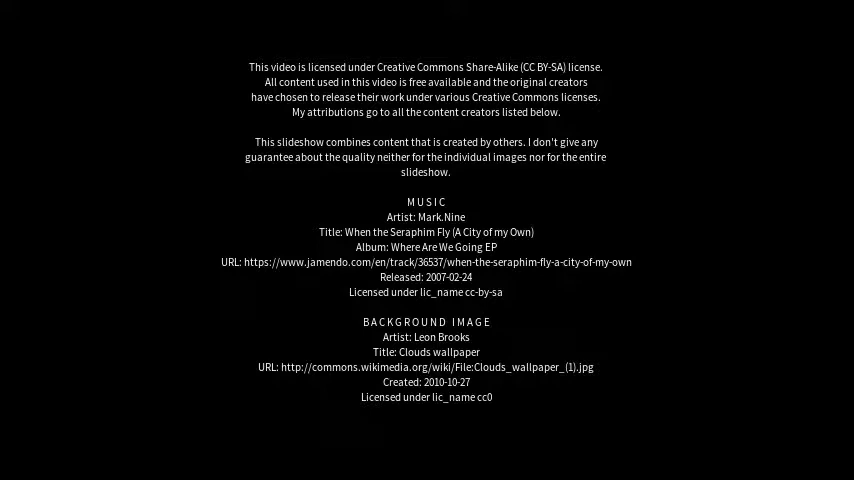 This video is licensed under Creative Commons Share-Alike (CC BY-SA) license.
All content used in this video is free available and the original creators
have chosen to release their work under various Creative Commons licenses.
My attributions go to all the content creators listed below.
This slideshow combines content that is created by others. I don't give any
guarantee about the quality neither for the individual images nor for the entire
slideshow.
M U S I C
Artist: Mark.Nine
Title: When the Seraphim Fly (A City of my Own)
Album: Where Are We Going EP
URL: https://www.jamendo.com/en/track/36537/when-the-seraphim-fly-a-city-of-my-own
Released: 2007-02-24
Licensed under lic_name cc-by-sa
B A C K G R O U N D   I M A G E
Artist: Leon Brooks
Title: Clouds wallpaper
URL: http://commons.wikimedia.org/wiki/File:Clouds_wallpaper_(1).jpg
Created: 2010-10-27
Licensed under lic_name cc0